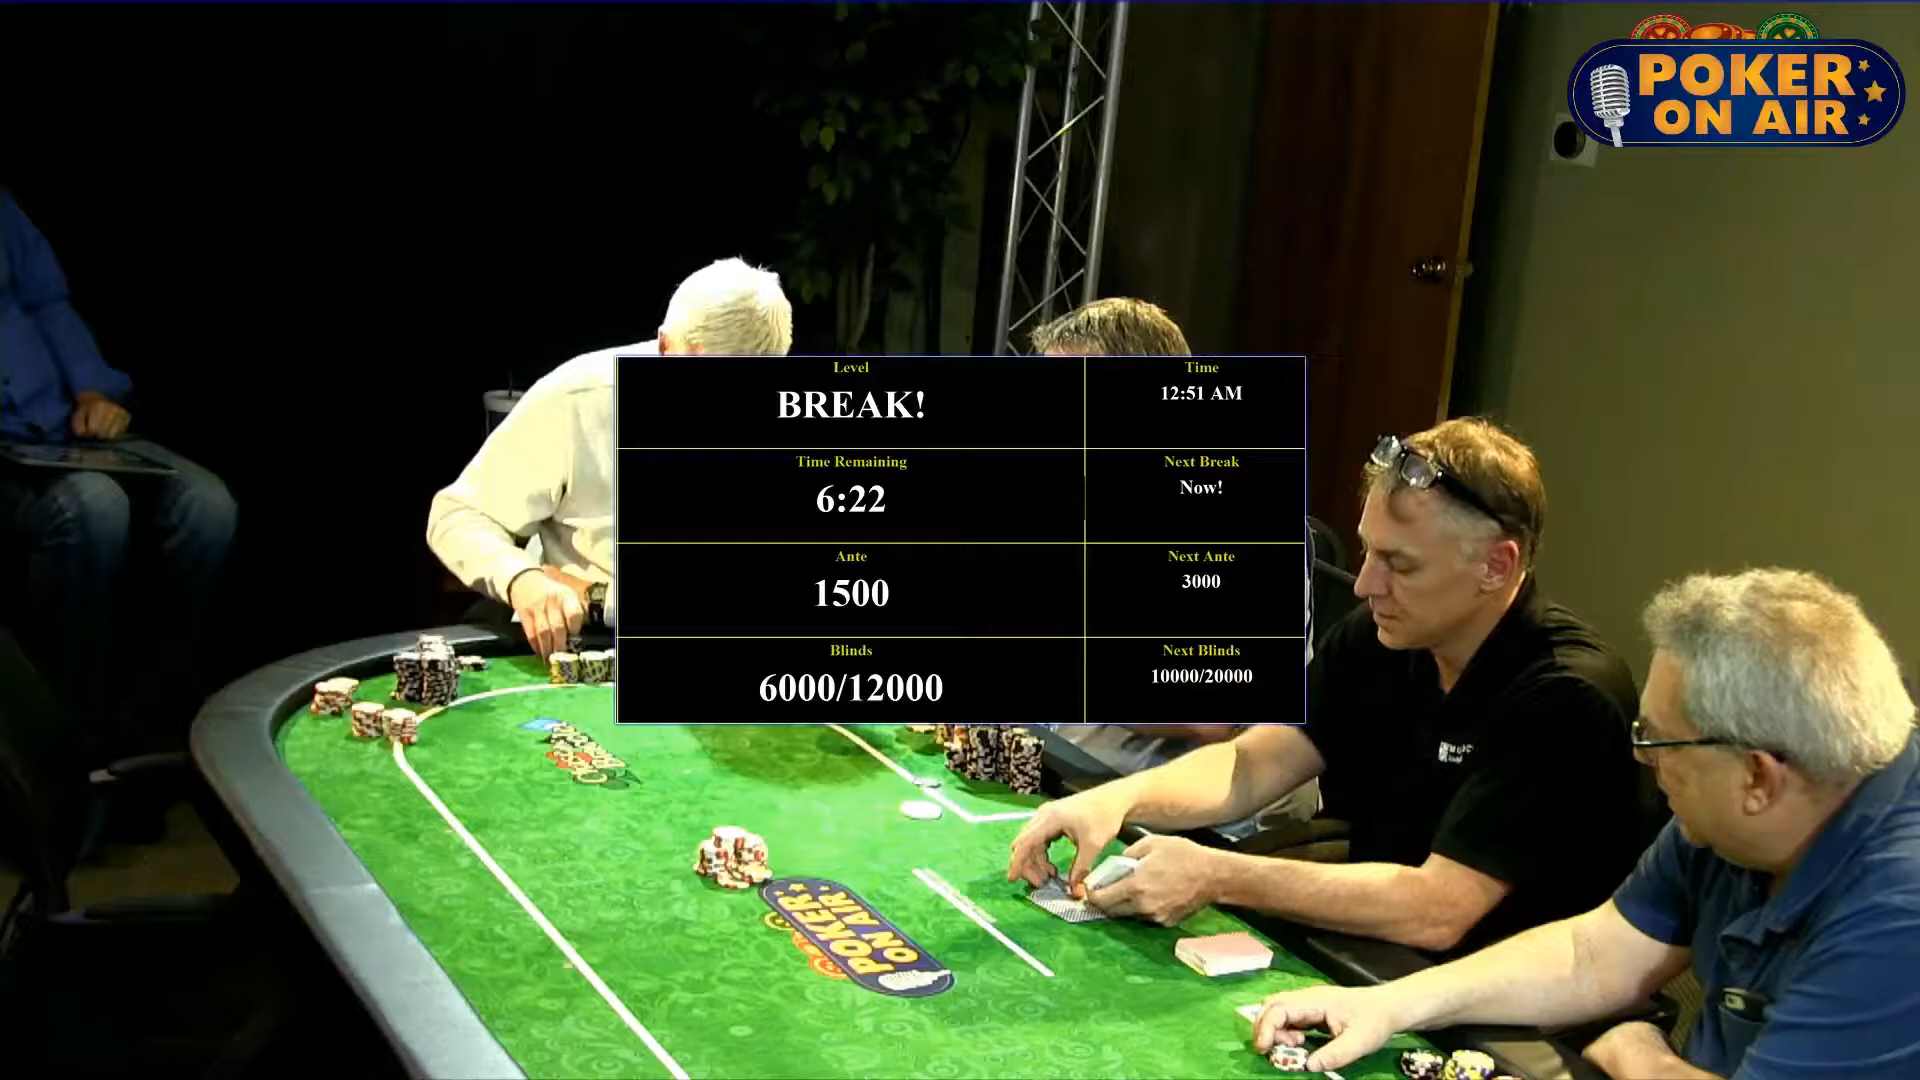 POKER
ON AIR
Level
BREAK!
Time
12:51 AM
Time Remaining
6:22
Next Break
Now!
Ante
1500
Next Ante
3000
Blinds
6000/12000
Next Blinds
10000/20000
POKER
ON AIR